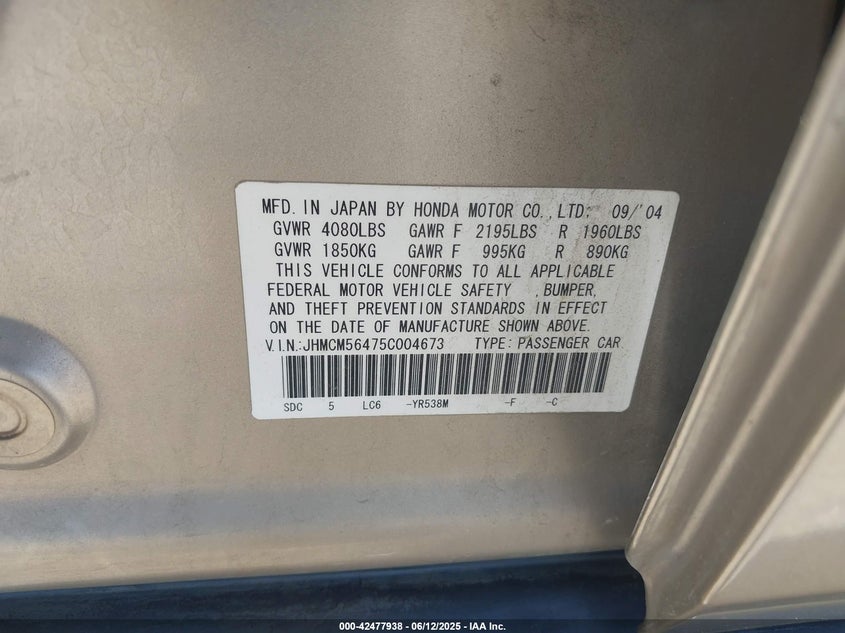 MFD. IN JAPAN BY HONDA MOTOR CO., LTD; 09/'04
GVWR 4080LBS GAWR F 2195LBS R 1960LBS
GVWR 1850KG GAWR F 995KG R 890KG
THIS VEHICLE CONFORMS TO ALL APPLICABLE
FEDERAL MOTOR VEHICLE SAFETY , BUMPER,
AND THEFT PREVENTION STANDARDS IN EFFECT
ON THE DATE OF MANUFACTURE SHOWN ABOVE.
V.I.N.:JHMCM56475C004673 TYPE: PASSENGER CAR
SDC 5 LC6 -YR538M -F -C
000-42477938 - 06/12/2025 - IAA Inc.